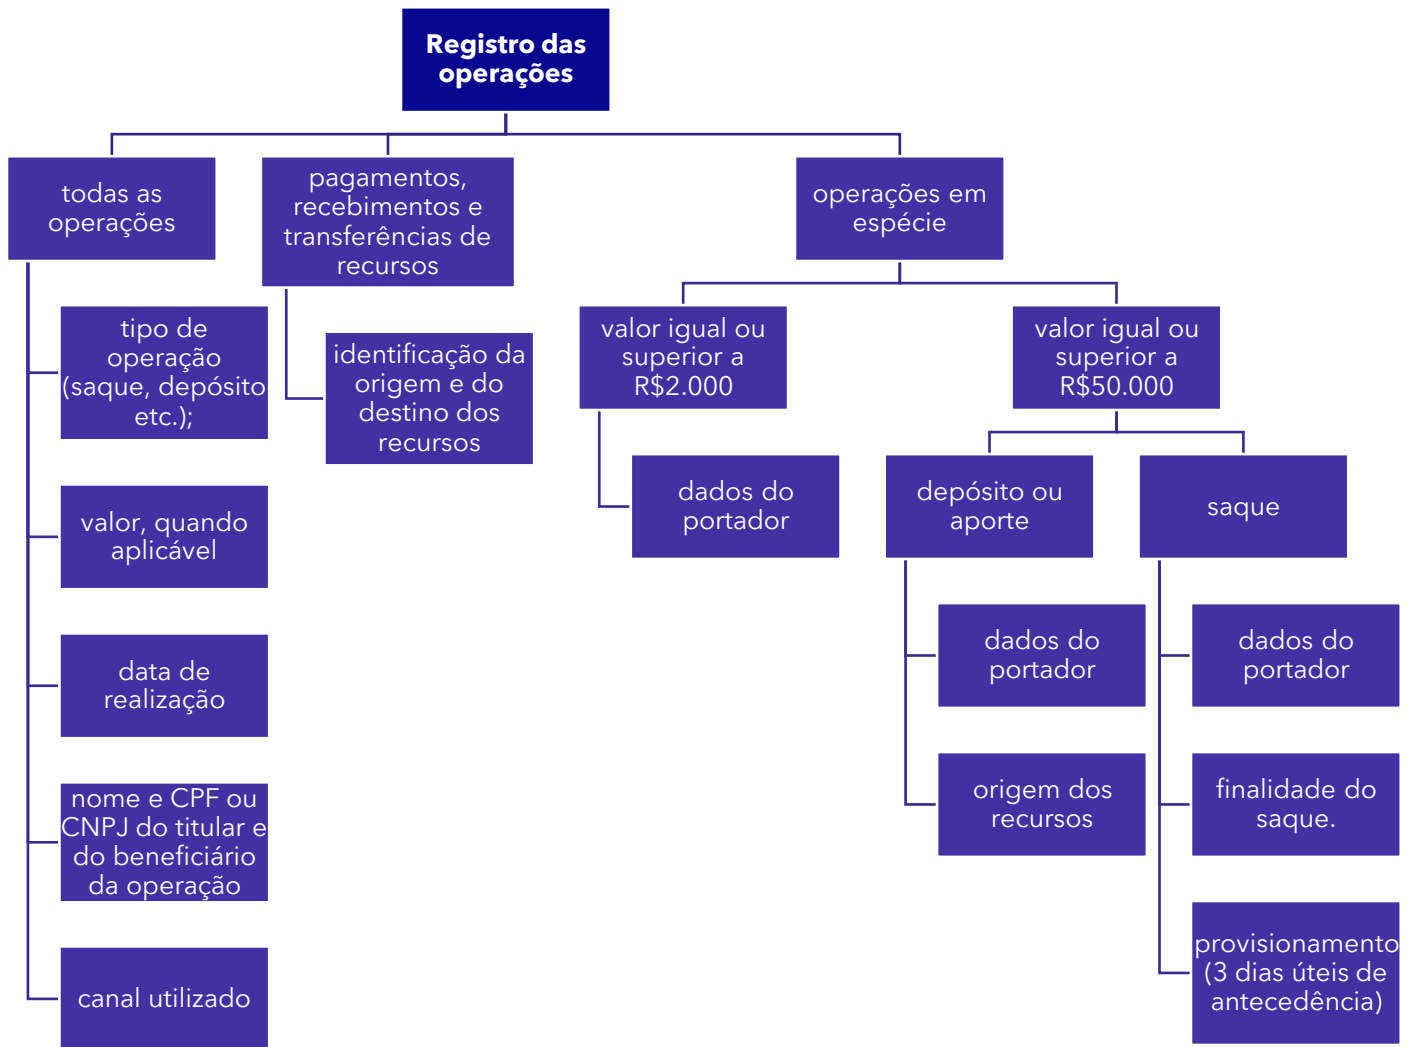 Registro das
operações
todas as
operações
tipo de
operação
(saque, depósito
etc.);
valor, quando
aplicável
data de
realização
nome e CPF ou
CNPJ do titular e
do beneficiário
da operação
canal utilizado
pagamentos,
recebimentos e
transferências de
recursos
identificação da
origem e do
destino dos
recursos
operações em
espécie
valor igual ou
superior a
R$2.000
dados do
portador
valor igual ou
superior a
R$50.000
depósito ou
aporte
dados do
portador
origem dos
recursos
saque
dados do
portador
finalidade do
saque.
provisionamento
(3 dias úteis de
antecedência)